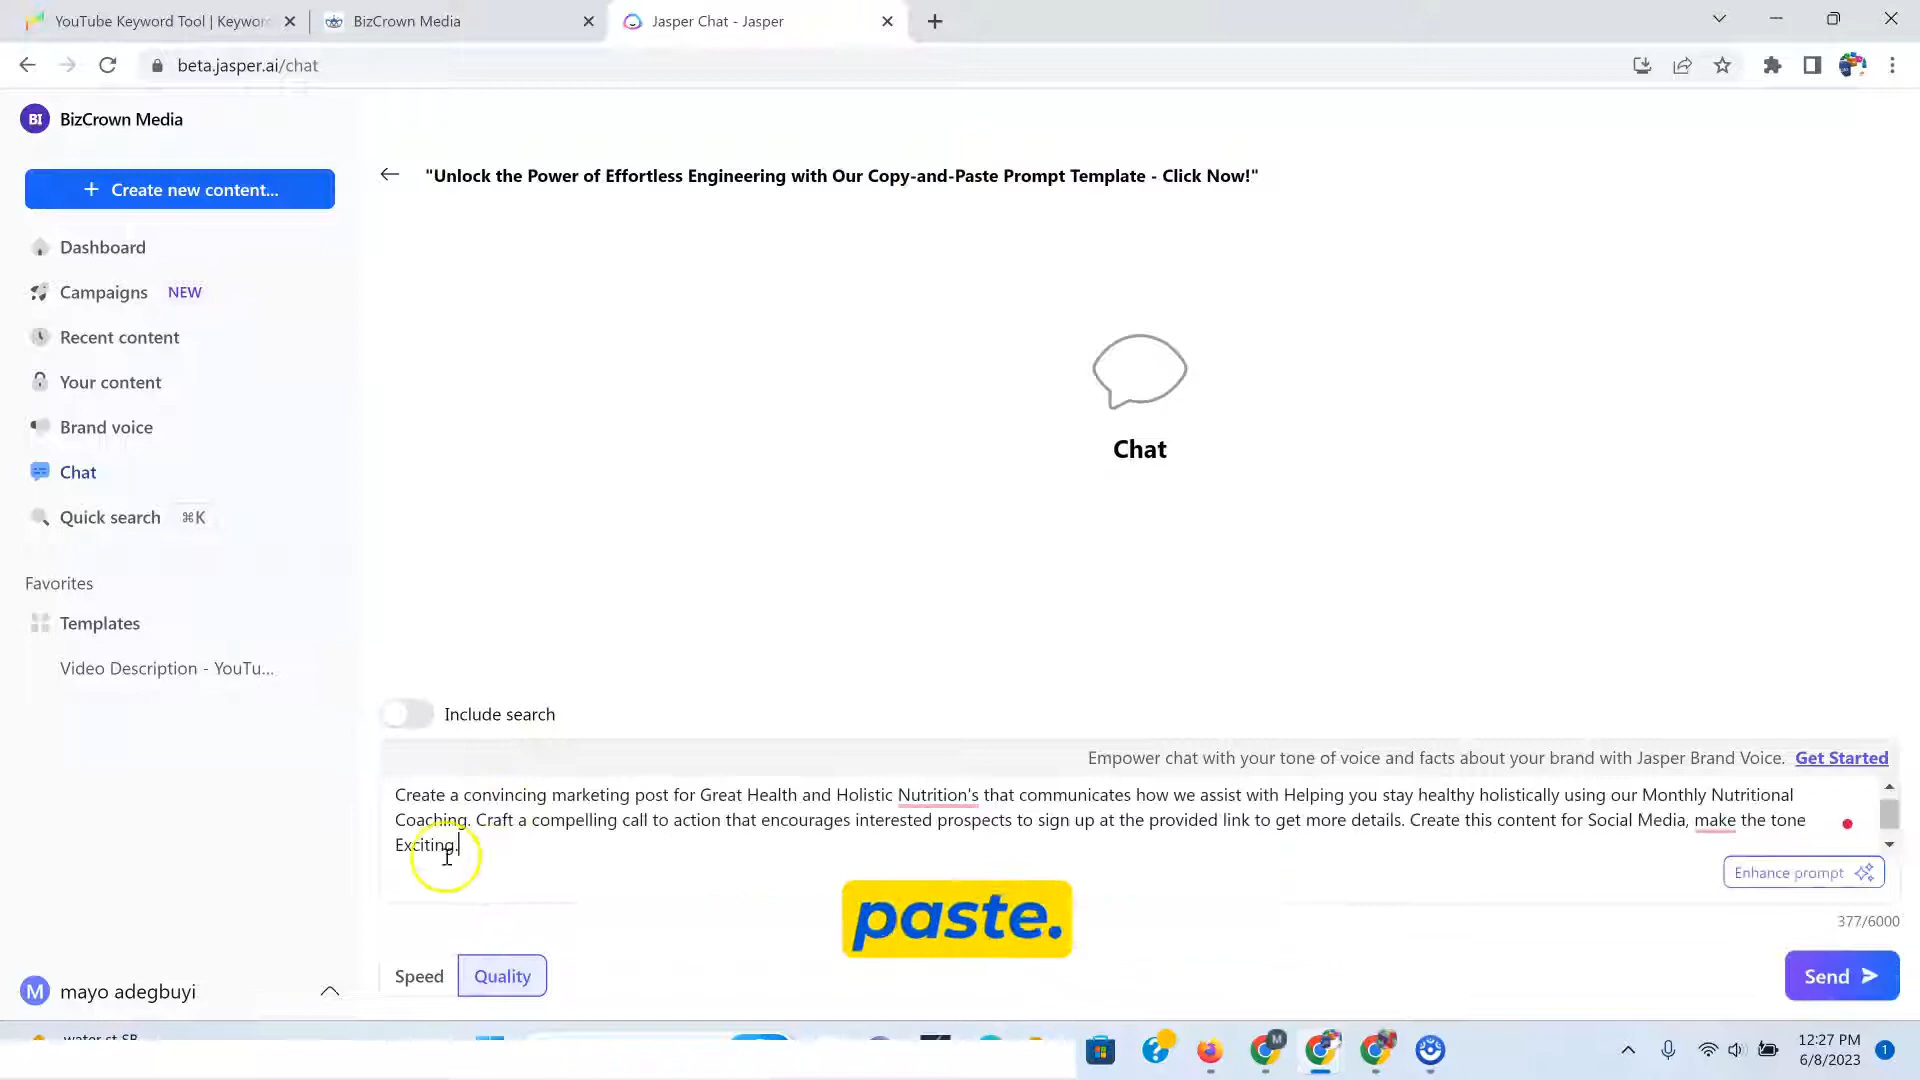 YouTube Keyword Tool | Keywor
BizCrown Media
Jasper Chat - Jasper
beta.jasper.ai/chat
BI BizCrown Media
+ Create new content...
"Unlock the Power of Effortless Engineering with Our Copy-and-Paste Prompt Template - Click Now!"
Dashboard
Campaigns NEW
Recent content
Your content
Brand voice
Chat
Quick search ⌘K
Favorites
Templates
Video Description - YouTu...
Chat
Include search
Empower chat with your tone of voice and facts about your brand with Jasper Brand Voice. Get Started
Create a convincing marketing post for Great Health and Holistic Nutrition's that communicates how we assist with Helping you stay healthy holistically using our Monthly Nutritional
Coaching. Craft a compelling call to action that encourages interested prospects to sign up at the provided link to get more details. Create this content for Social Media, make the tone
Exciting.
Enhance prompt
paste.
377/6000
Speed
Quality
Send
M mayo adegbuyi
M
12:27 PM
6/8/2023
1